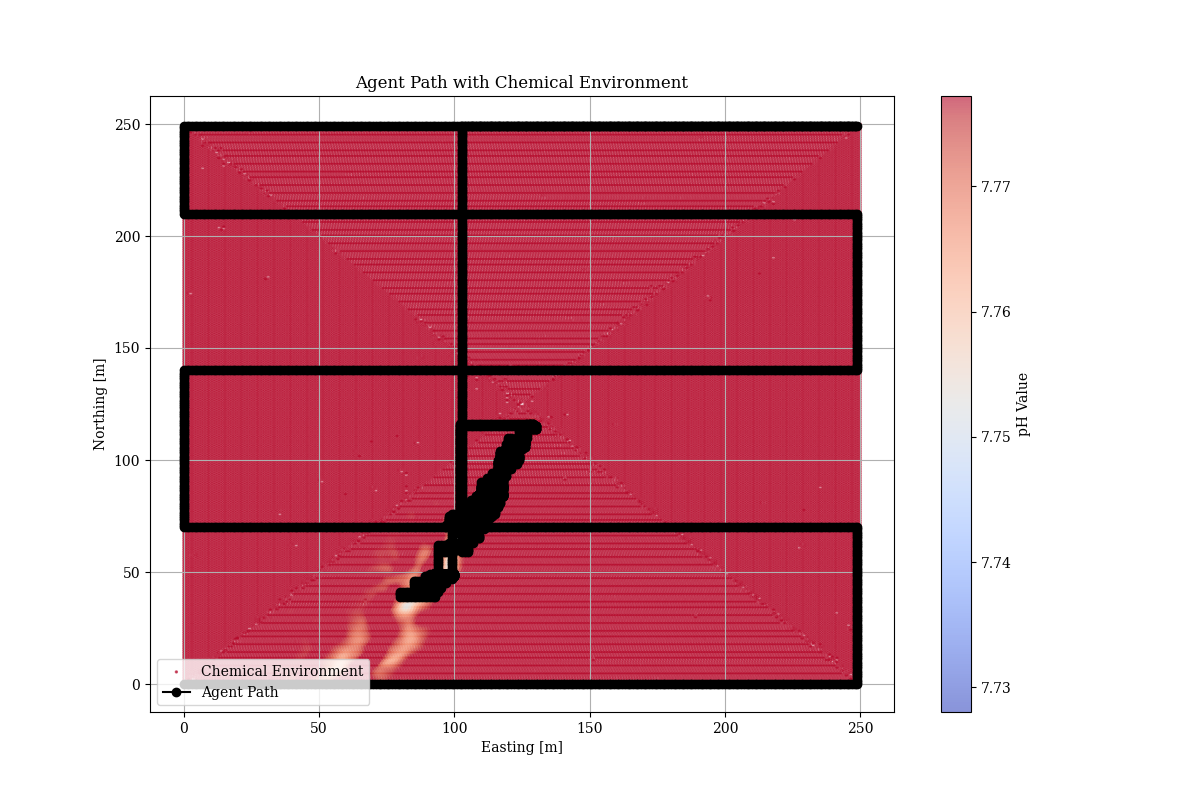 Agent Path with Chemical Environment
250
200
150
100
50
0
Northing [m]
0
50
100
150
200
250
Easting [m]
Chemical Environment
Agent Path
7.77
7.76
7.75
7.74
7.73
pH Value